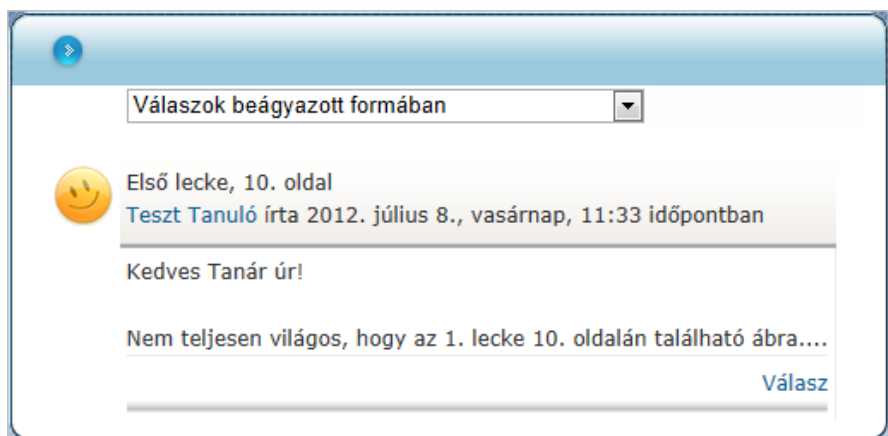 Válaszok beágyazott formában
Első lecke, 10. oldal
Teszt Tanuló írta 2012. július 8., vasárnap, 11:33 időpontban
Kedves Tanár úr!
Nem teljesen világos, hogy az 1. lecke 10. oldalán található ábra....
Válasz